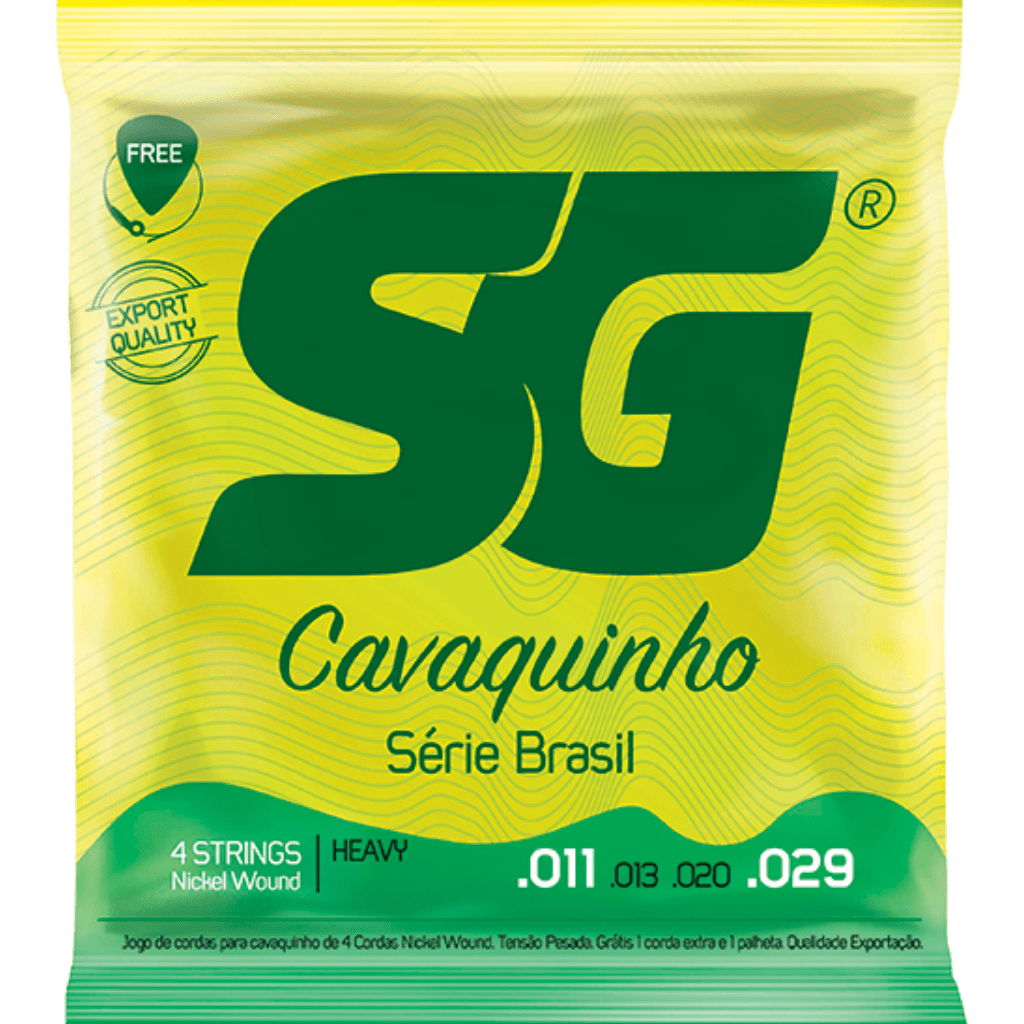 FREE
SG®
EXPORT
QUALITY
Cavaquinho
Série Brasil
4 STRINGS
Nickel Wound
HEAVY
.011 .013 .020 .029
Jogo de cordas para cavaquinho de 4 Cordas Nickel Wound. Tensão Pesada. Grátis 1 corda extra e 1 palheta. Qualidade Exportação.